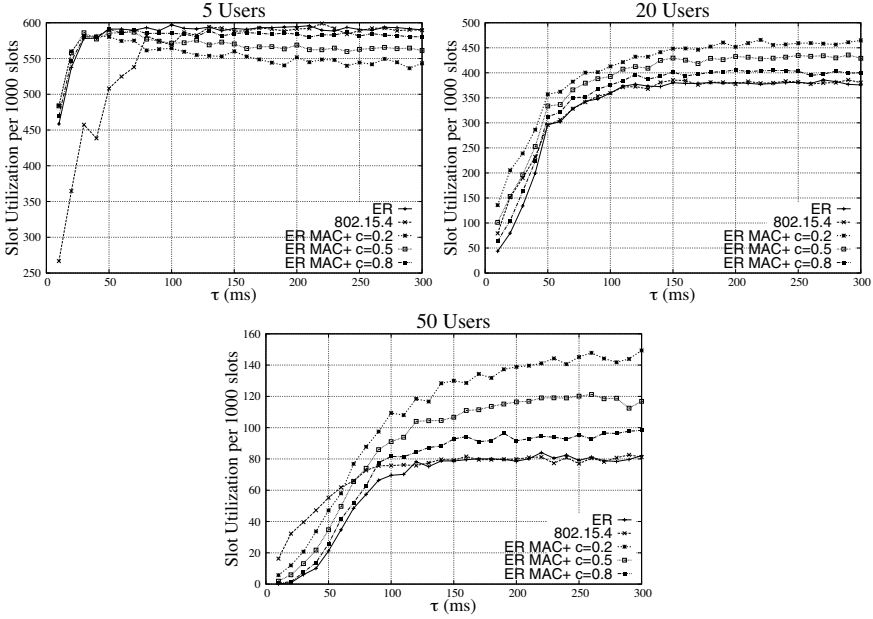 5 Users
Slot Utilization per 1000 slots
600
550
500
450
400
350
300
250
0
50
100
150
200
250
300
τ (ms)
ER
802.15.4
ER MAC+ c=0.2
ER MAC+ c=0.5
ER MAC+ c=0.8
20 Users
Slot Utilization per 1000 slots
500
450
400
350
300
250
200
150
100
50
0
0
50
100
150
200
250
300
τ (ms)
ER
802.15.4
ER MAC+ c=0.2
ER MAC+ c=0.5
ER MAC+ c=0.8
50 Users
Slot Utilization per 1000 slots
160
140
120
100
80
60
40
20
0
0
50
100
150
200
250
300
τ (ms)
ER
802.15.4
ER MAC+ c=0.2
ER MAC+ c=0.5
ER MAC+ c=0.8